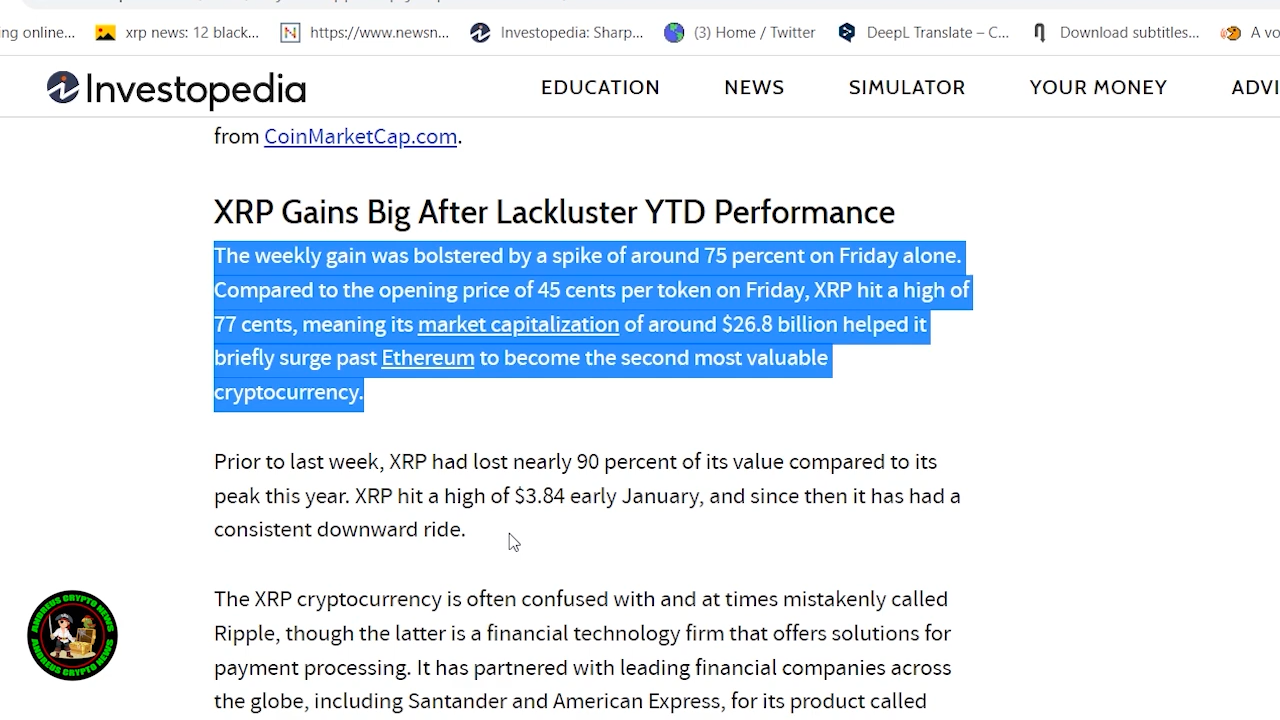 ng online...
xrp news: 12 black...
https://www.newsn...
Investopedia: Sharp...
(3) Home / Twitter
DeepL Translate – C...
Download subtitles...
A vo
Investopedia
EDUCATION
NEWS
SIMULATOR
YOUR MONEY
ADVI
from CoinMarketCap.com.
XRP Gains Big After Lackluster YTD Performance
The weekly gain was bolstered by a spike of around 75 percent on Friday alone.
Compared to the opening price of 45 cents per token on Friday, XRP hit a high of
77 cents, meaning its market capitalization of around $26.8 billion helped it
briefly surge past Ethereum to become the second most valuable
cryptocurrency.
Prior to last week, XRP had lost nearly 90 percent of its value compared to its
peak this year. XRP hit a high of $3.84 early January, and since then it has had a
consistent downward ride.
The XRP cryptocurrency is often confused with and at times mistakenly called
Ripple, though the latter is a financial technology firm that offers solutions for
payment processing. It has partnered with leading financial companies across
the globe, including Santander and American Express, for its product called
ANDREUS CRYPTO NEWS
ANDREUS CRYPTO NEWS